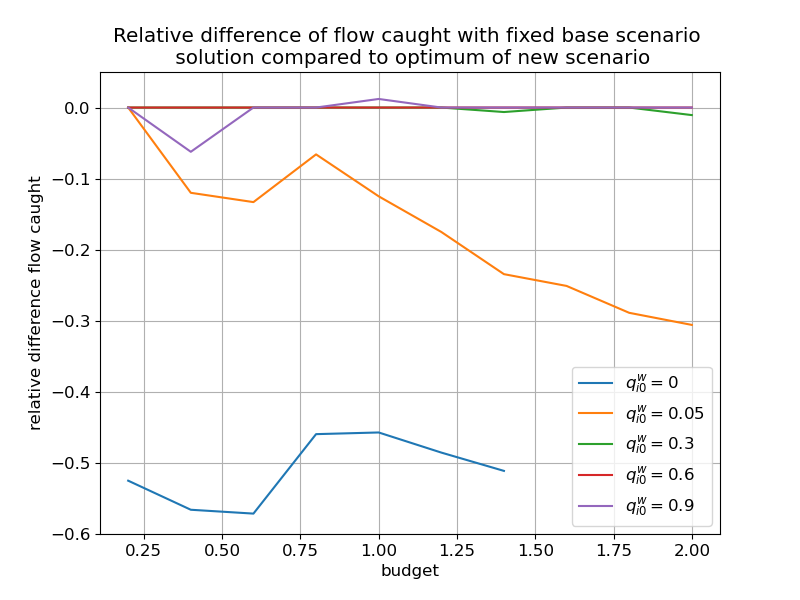 Relative difference of flow caught with fixed base scenario
solution compared to optimum of new scenario
relative difference flow caught
0.0
−0.1
−0.2
−0.3
−0.4
−0.5
−0.6
0.25
0.50
0.75
1.00
1.25
1.50
1.75
2.00
budget
$q_{i0}^{w} = 0$
$q_{i0}^{w} = 0.05$
$q_{i0}^{w} = 0.3$
$q_{i0}^{w} = 0.6$
$q_{i0}^{w} = 0.9$